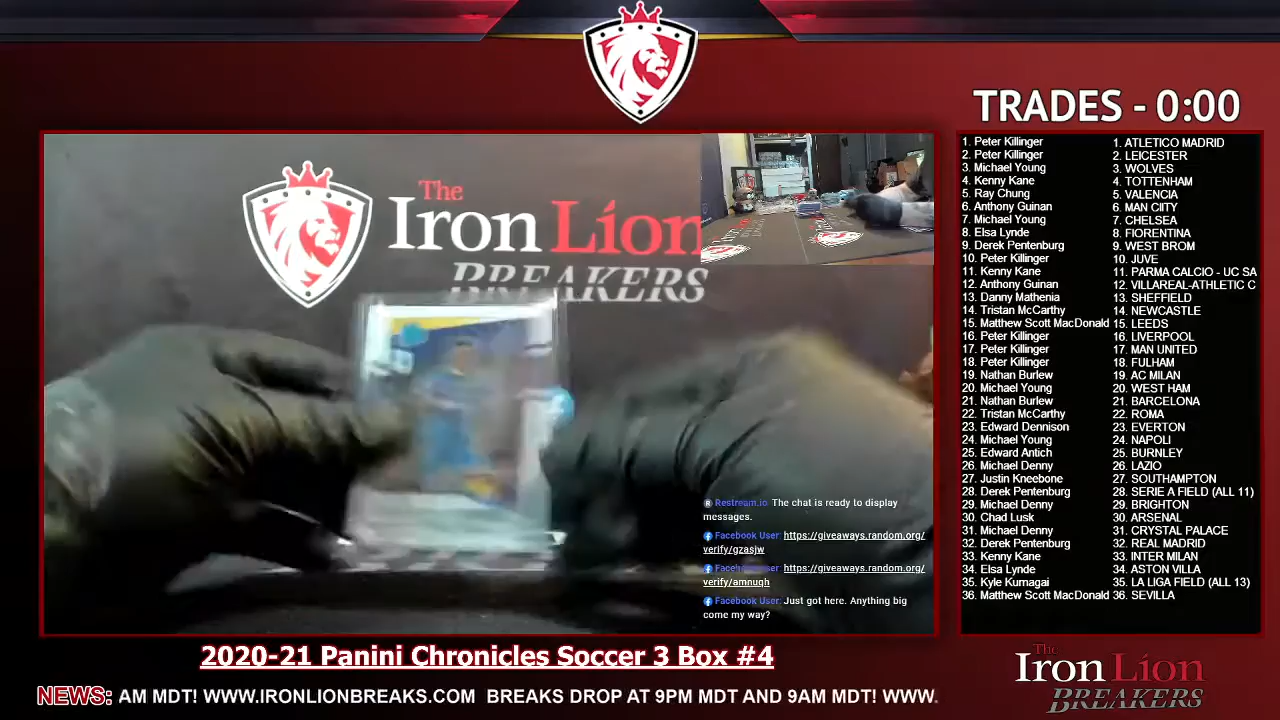 TRADES - 0:00
The
Iron Lion
BREAKERS
1. Peter Killinger 1. ATLETICO MADRID
2. Peter Killinger 2. LEICESTER
3. Michael Young 3. WOLVES
4. Kenny Kane 4. TOTTENHAM
5. Ray Chung 5. VALENCIA
6. Anthony Guinan 6. MAN CITY
7. Michael Young 7. CHELSEA
8. Elsa Lynde 8. FIORENTINA
9. Derek Pentenburg 9. WEST BROM
10. Peter Killinger 10. JUVE
11. Kenny Kane 11. PARMA CALCIO - UC SA
12. Anthony Guinan 12. VILLAREAL-ATHLETIC C
13. Danny Mathenia 13. SHEFFIELD
14. Tristan McCarthy 14. NEWCASTLE
15. Matthew Scott MacDonald 15. LEEDS
16. Peter Killinger 16. LIVERPOOL
17. Peter Killinger 17. MAN UNITED
18. Peter Killinger 18. FULHAM
19. Nathan Burlew 19. AC MILAN
20. Michael Young 20. WEST HAM
21. Nathan Burlew 21. BARCELONA
22. Tristan McCarthy 22. ROMA
23. Edward Dennison 23. EVERTON
24. Michael Young 24. NAPOLI
25. Edward Antich 25. BURNLEY
26. Michael Denny 26. LAZIO
27. Justin Kneebone 27. SOUTHAMPTON
28. Derek Pentenburg 28. SERIE A FIELD (ALL 11)
29. Michael Denny 29. BRIGHTON
30. Chad Lusk 30. ARSENAL
31. Michael Denny 31. CRYSTAL PALACE
32. Derek Pentenburg 32. REAL MADRID
33. Kenny Kane 33. INTER MILAN
34. Elsa Lynde 34. ASTON VILLA
35. Kyle Kumagai 35. LA LIGA FIELD (ALL 13)
36. Matthew Scott MacDonald 36. SEVILLA
Restream.io The chat is ready to display
messages.
Facebook User: https://giveaways.random.org/
verify/gzasjw
Facebook User: https://giveaways.random.org/
verify/amnuqh
Facebook User: Just got here. Anything big
come my way?
2020-21 Panini Chronicles Soccer 3 Box #4
NEWS: AM MDT! WWW.IRONLIONBREAKS.COM BREAKS DROP AT 9PM MDT AND 9AM MDT! WWW.
The
Iron Lion
BREAKERS